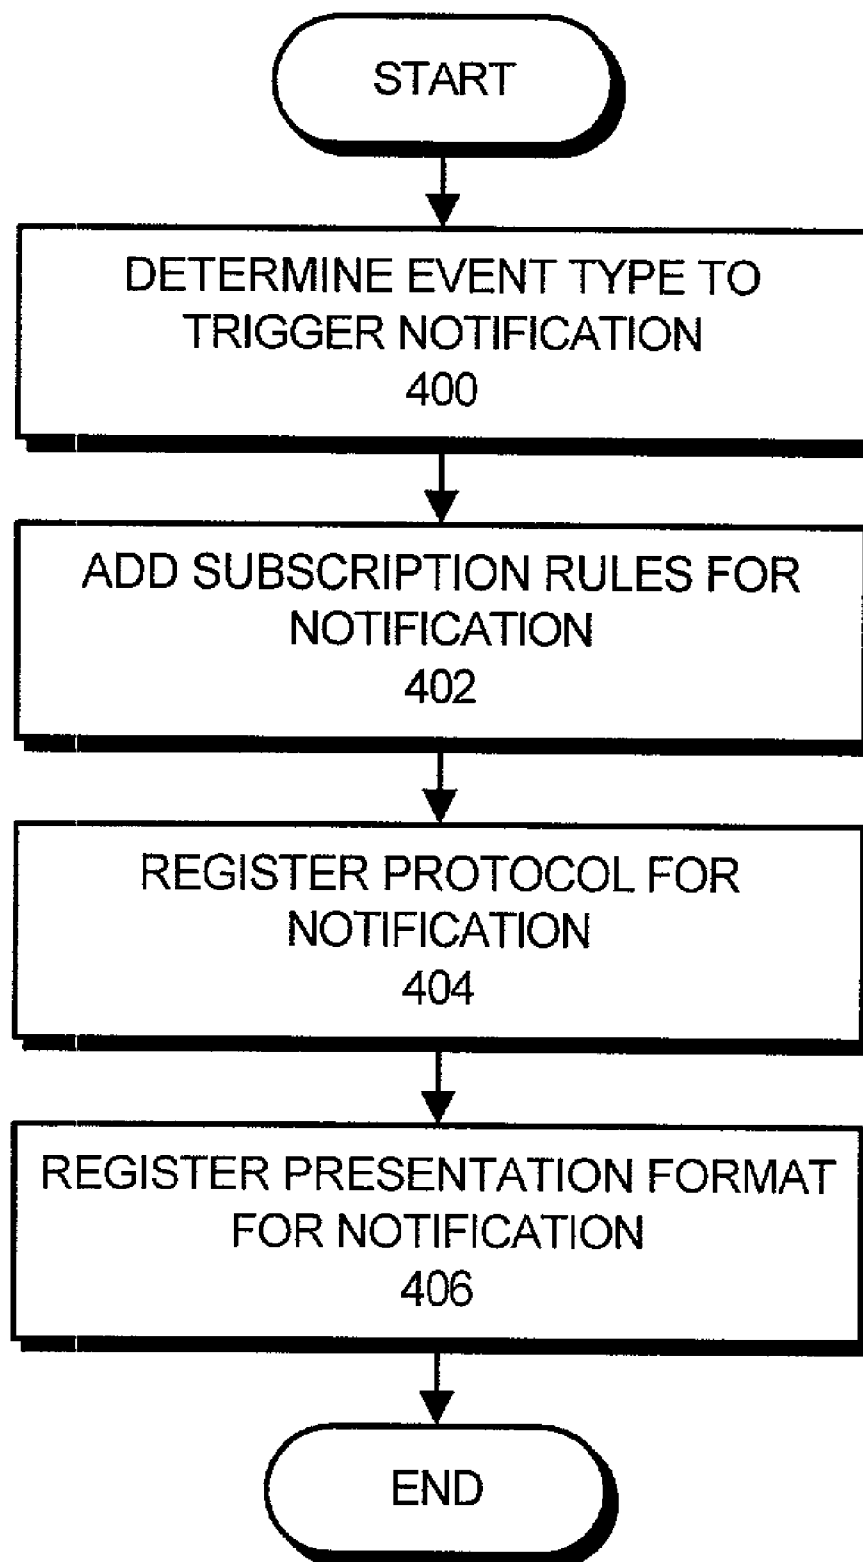 START
DETERMINE EVENT TYPE TO
TRIGGER NOTIFICATION
400
ADD SUBSCRIPTION RULES FOR
NOTIFICATION
402
REGISTER PROTOCOL FOR
NOTIFICATION
404
REGISTER PRESENTATION FORMAT
FOR NOTIFICATION
406
END